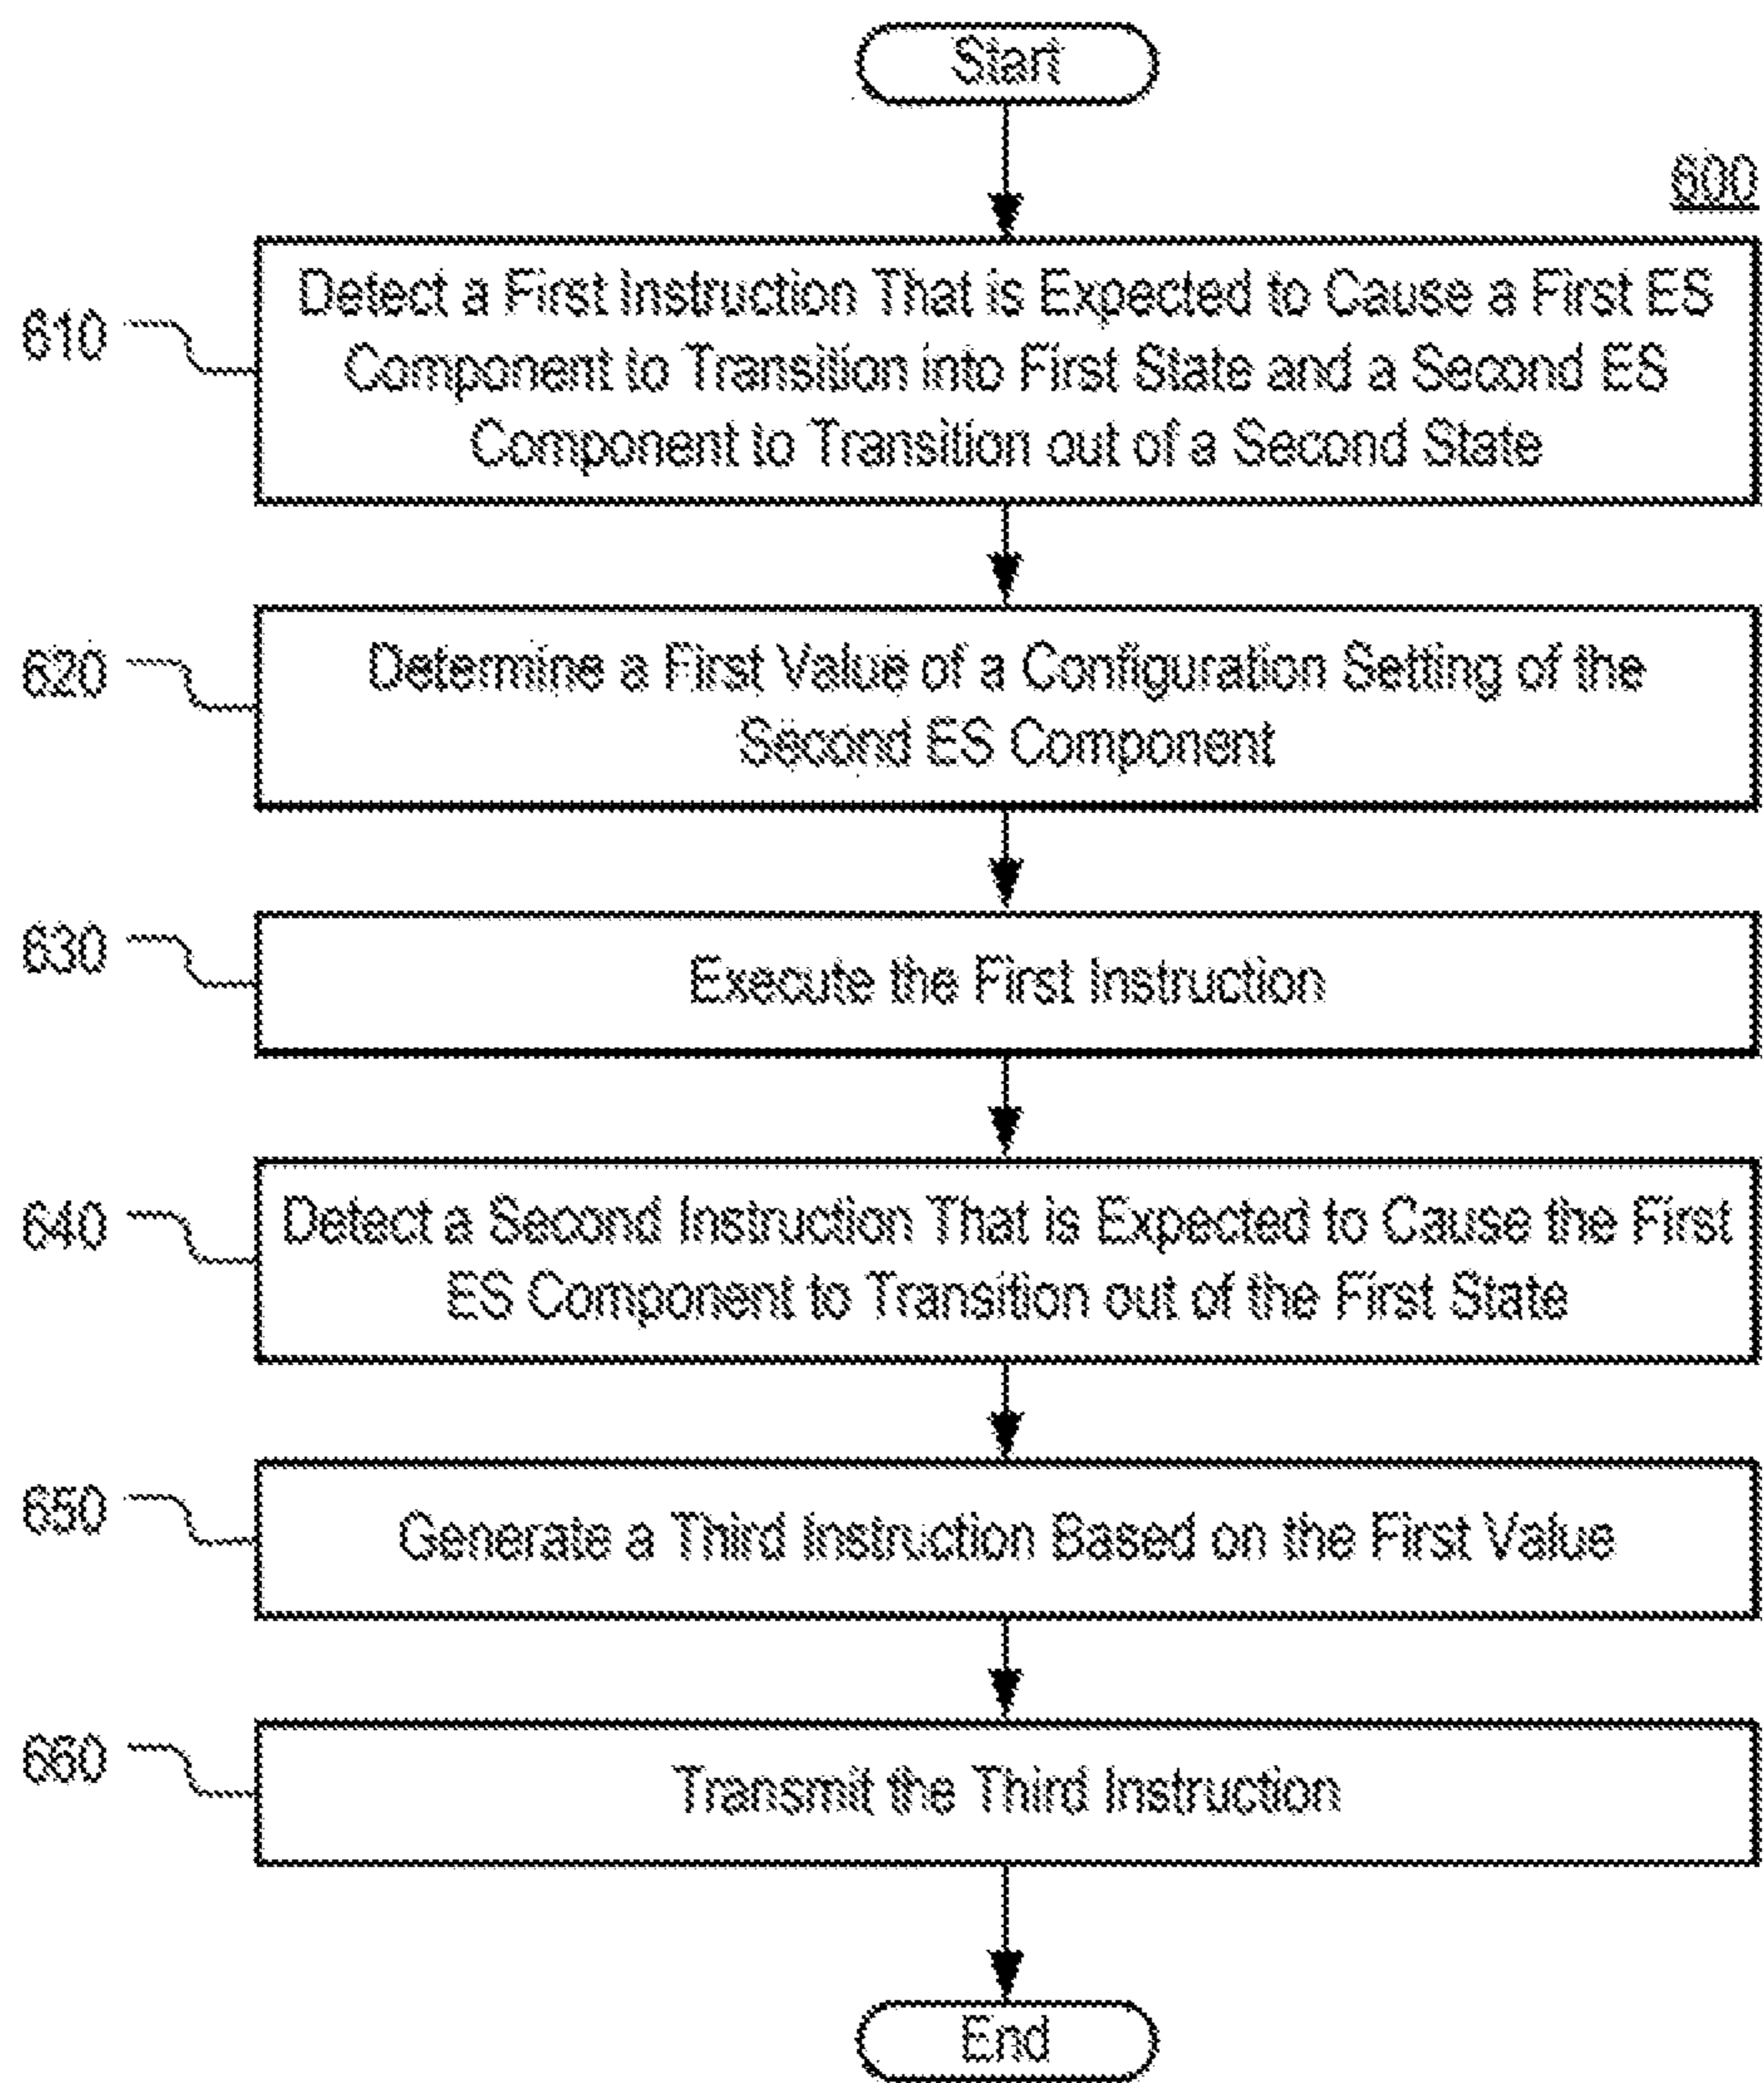 Start
600
610
Detect a First Instruction That is Expected to Cause a First ES
Component to Transition into First State and a Second ES
Component to Transition out of a Second State
620
Determine a First Value of a Configuration Setting of the
Second ES Component
630
Execute the First Instruction
640
Detect a Second Instruction That is Expected to Cause the First
ES Component to Transition out of the First State
650
Generate a Third Instruction Based on the First Value
660
Transmit the Third Instruction
End